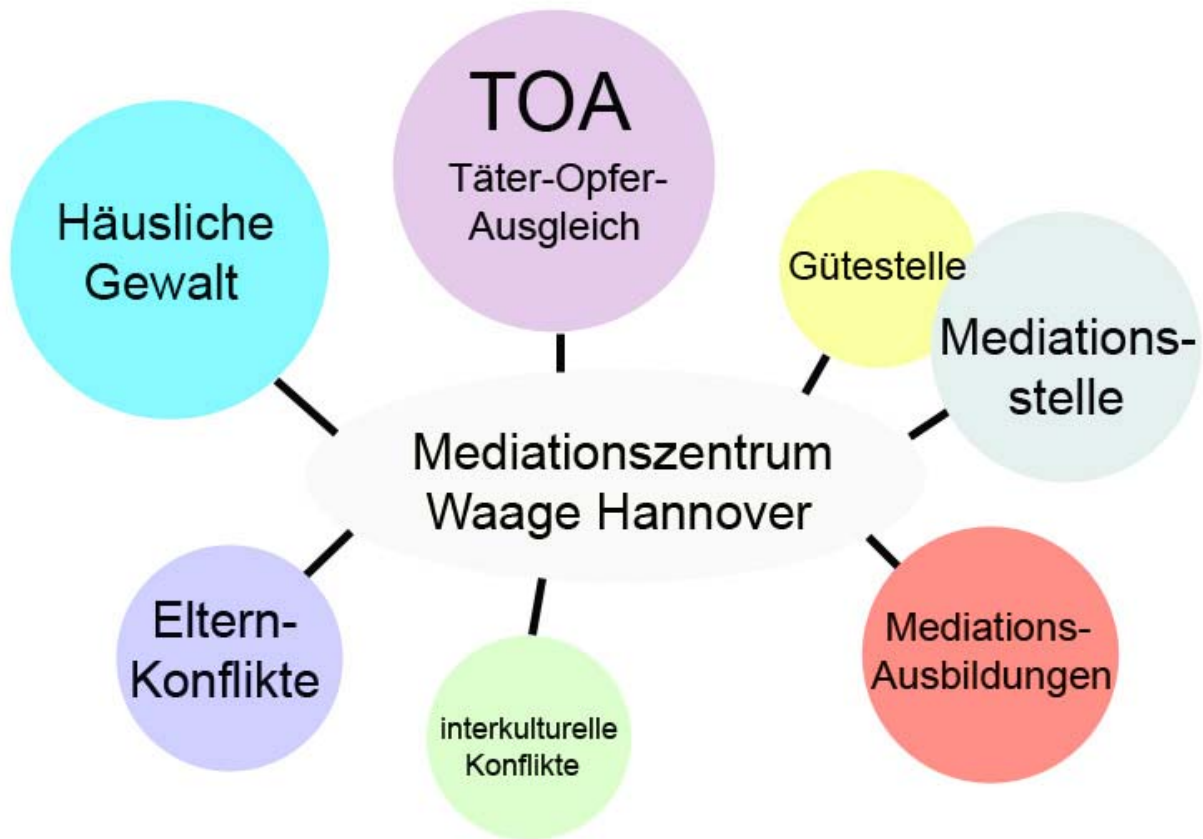 TOA
Täter-Opfer-
Ausgleich
Häusliche
Gewalt
Gütestelle
Mediations-
stelle
Mediationszentrum
Waage Hannover
Eltern-
Konflikte
interkulturelle
Konflikte
Mediations-
Ausbildungen